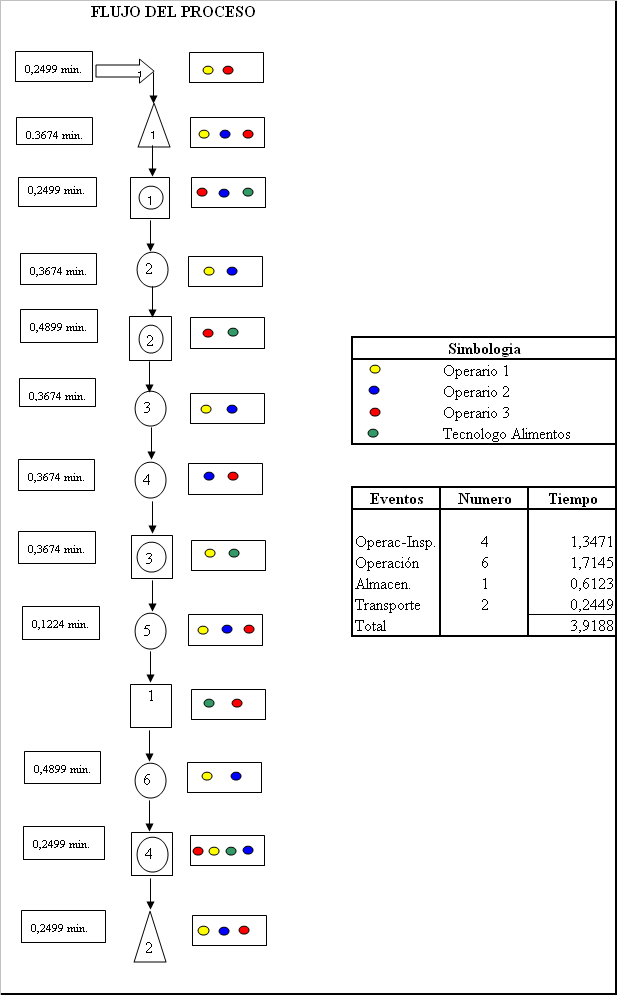 FLUJO DEL PROCESO
0,2499 min.
1
0.3674 min.
1
0,2499 min.
1
0,3674 min.
2
0,4899 min.
2
0,3674 min.
3
0,3674 min.
4
0,3674 min.
3
0,1224 min.
5
1
0,4899 min.
6
0,2499 min.
4
0,2499 min.
2
Simbologia
Operario 1
Operario 2
Operario 3
Tecnologo Alimentos
Eventos Numero Tiempo
Operac-Insp. 4 1,3471
Operación 6 1,7145
Almacen. 1 0,6123
Transporte 2 0,2449
Total 3,9188